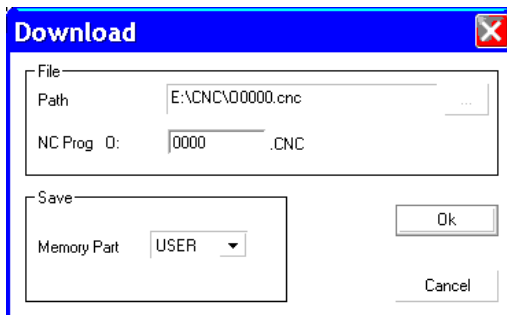 Download
File
Path E:\CNC\O0000.cnc ...
NC Prog O: 0000 .CNC
Save
Memory Part USER
Ok
Cancel